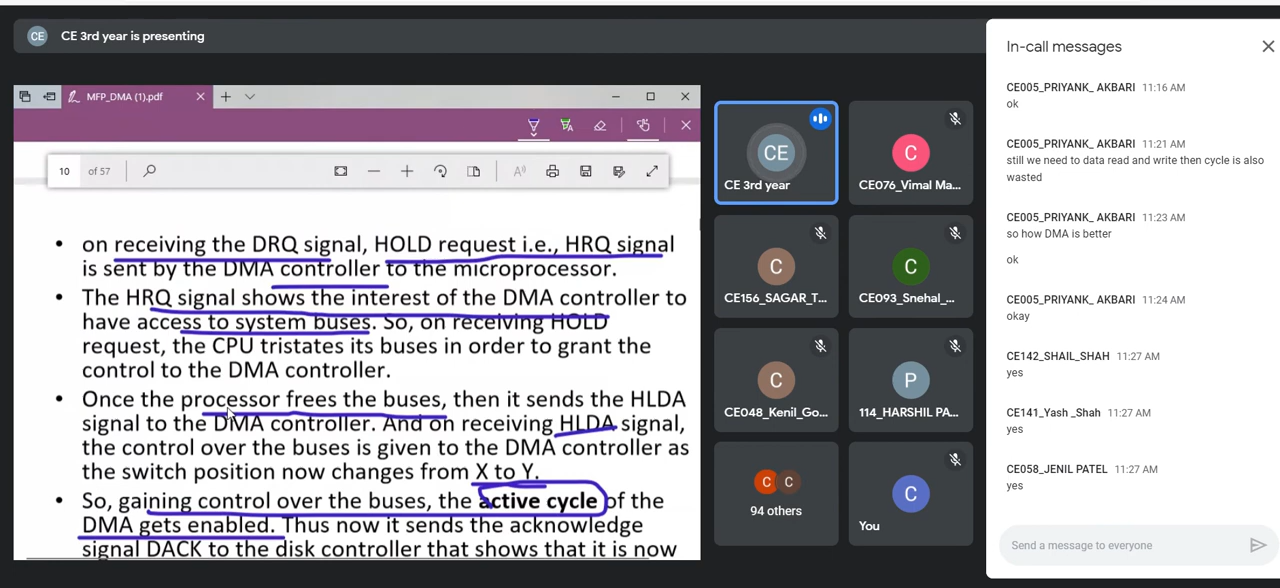 CE CE 3rd year is presenting
MFP_DMA (1).pdf
10 of 57
• on receiving the DRQ signal, HOLD request i.e., HRQ signal
is sent by the DMA controller to the microprocessor.
• The HRQ signal shows the interest of the DMA controller to
have access to system buses. So, on receiving HOLD
request, the CPU tristates its buses in order to grant the
control to the DMA controller.
• Once the processor frees the buses, then it sends the HLDA
signal to the DMA controller. And on receiving HLDA signal,
the control over the buses is given to the DMA controller as
the switch position now changes from X to Y.
• So, gaining control over the buses, the active cycle of the
DMA gets enabled. Thus now it sends the acknowledge
signal DACK to the disk controller that shows that it is now
CE
CE 3rd year
C
CE076_Vimal Ma...
C
CE156_SAGAR_T...
C
CE093_Snehal_...
C
CE048_Kenil_Go...
P
114_HARSHIL PA...
C C
94 others
C
You
In-call messages
CE005_PRIYANK_ AKBARI 11:16 AM
ok
CE005_PRIYANK_ AKBARI 11:21 AM
still we need to data read and write then cycle is also
wasted
CE005_PRIYANK_ AKBARI 11:23 AM
so how DMA is better
ok
CE005_PRIYANK_ AKBARI 11:24 AM
okay
CE142_SHAIL_SHAH 11:27 AM
yes
CE141_Yash _Shah 11:27 AM
yes
CE058_JENIL PATEL 11:27 AM
yes
Send a message to everyone